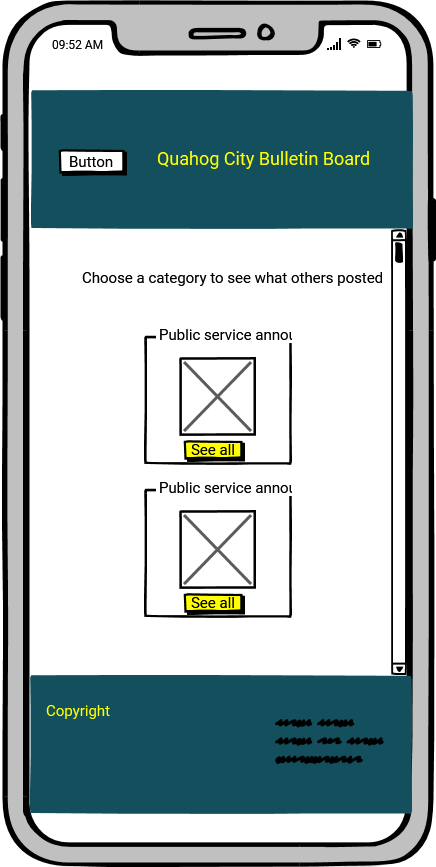 09:52 AM
Button
Quahog City Bulletin Board
Choose a category to see what others posted
Public service annou
See all
Public service annou
See all
Copyright